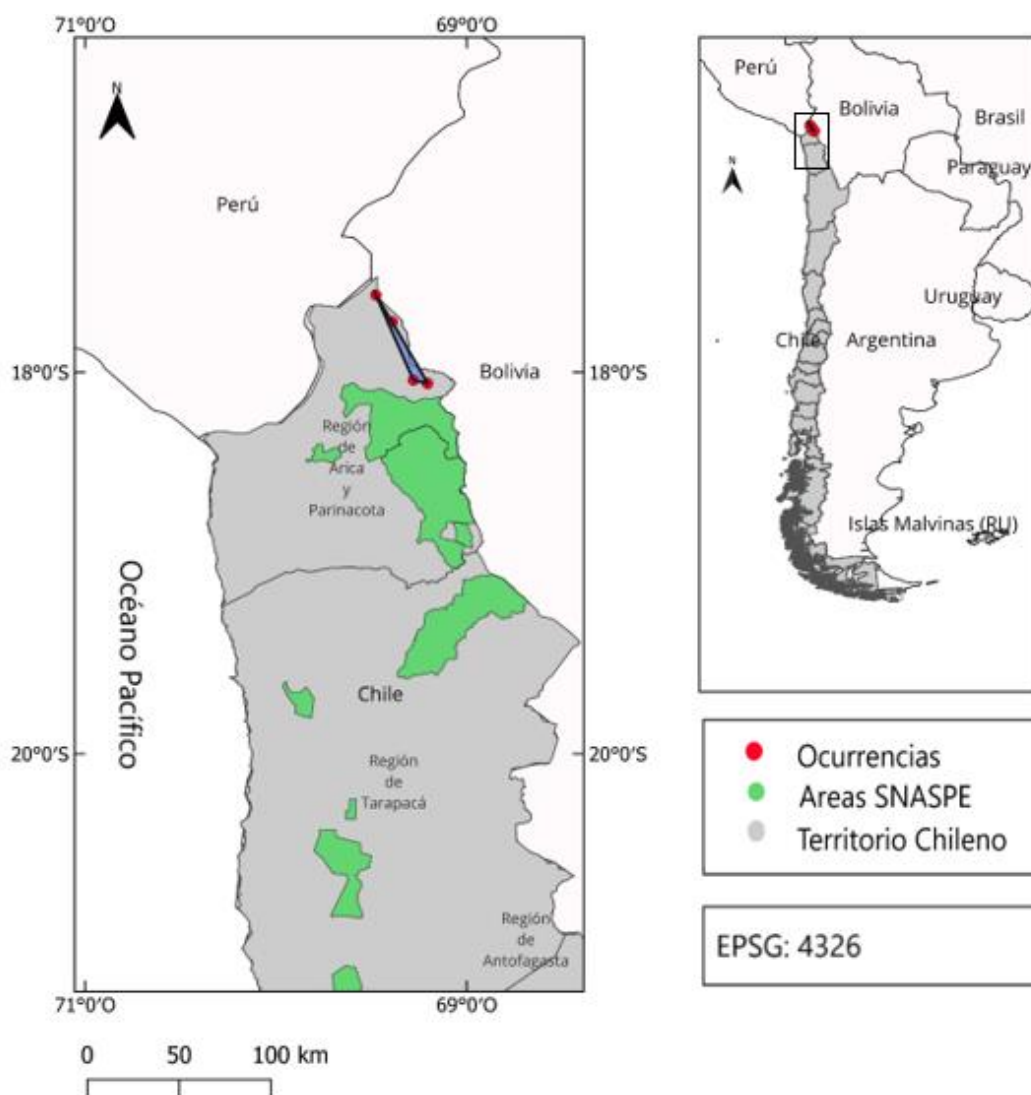 71°0′O
69°0′O
N
Perú
18°0′S
18°0′S
Bolivia
Región
de
Arica
y
Parinacota
Océano Pacífico
Chile
20°0′S
20°0′S
Región
de
Tarapacá
Región
de
Antofagasta
71°0′O
69°0′O
0
50
100 km
Perú
Bolivia
Brasil
N
Paraguay
Uruguay
Chile
Argentina
Islas Malvinas (RU)
Ocurrencias
Areas SNASPE
Territorio Chileno
EPSG: 4326